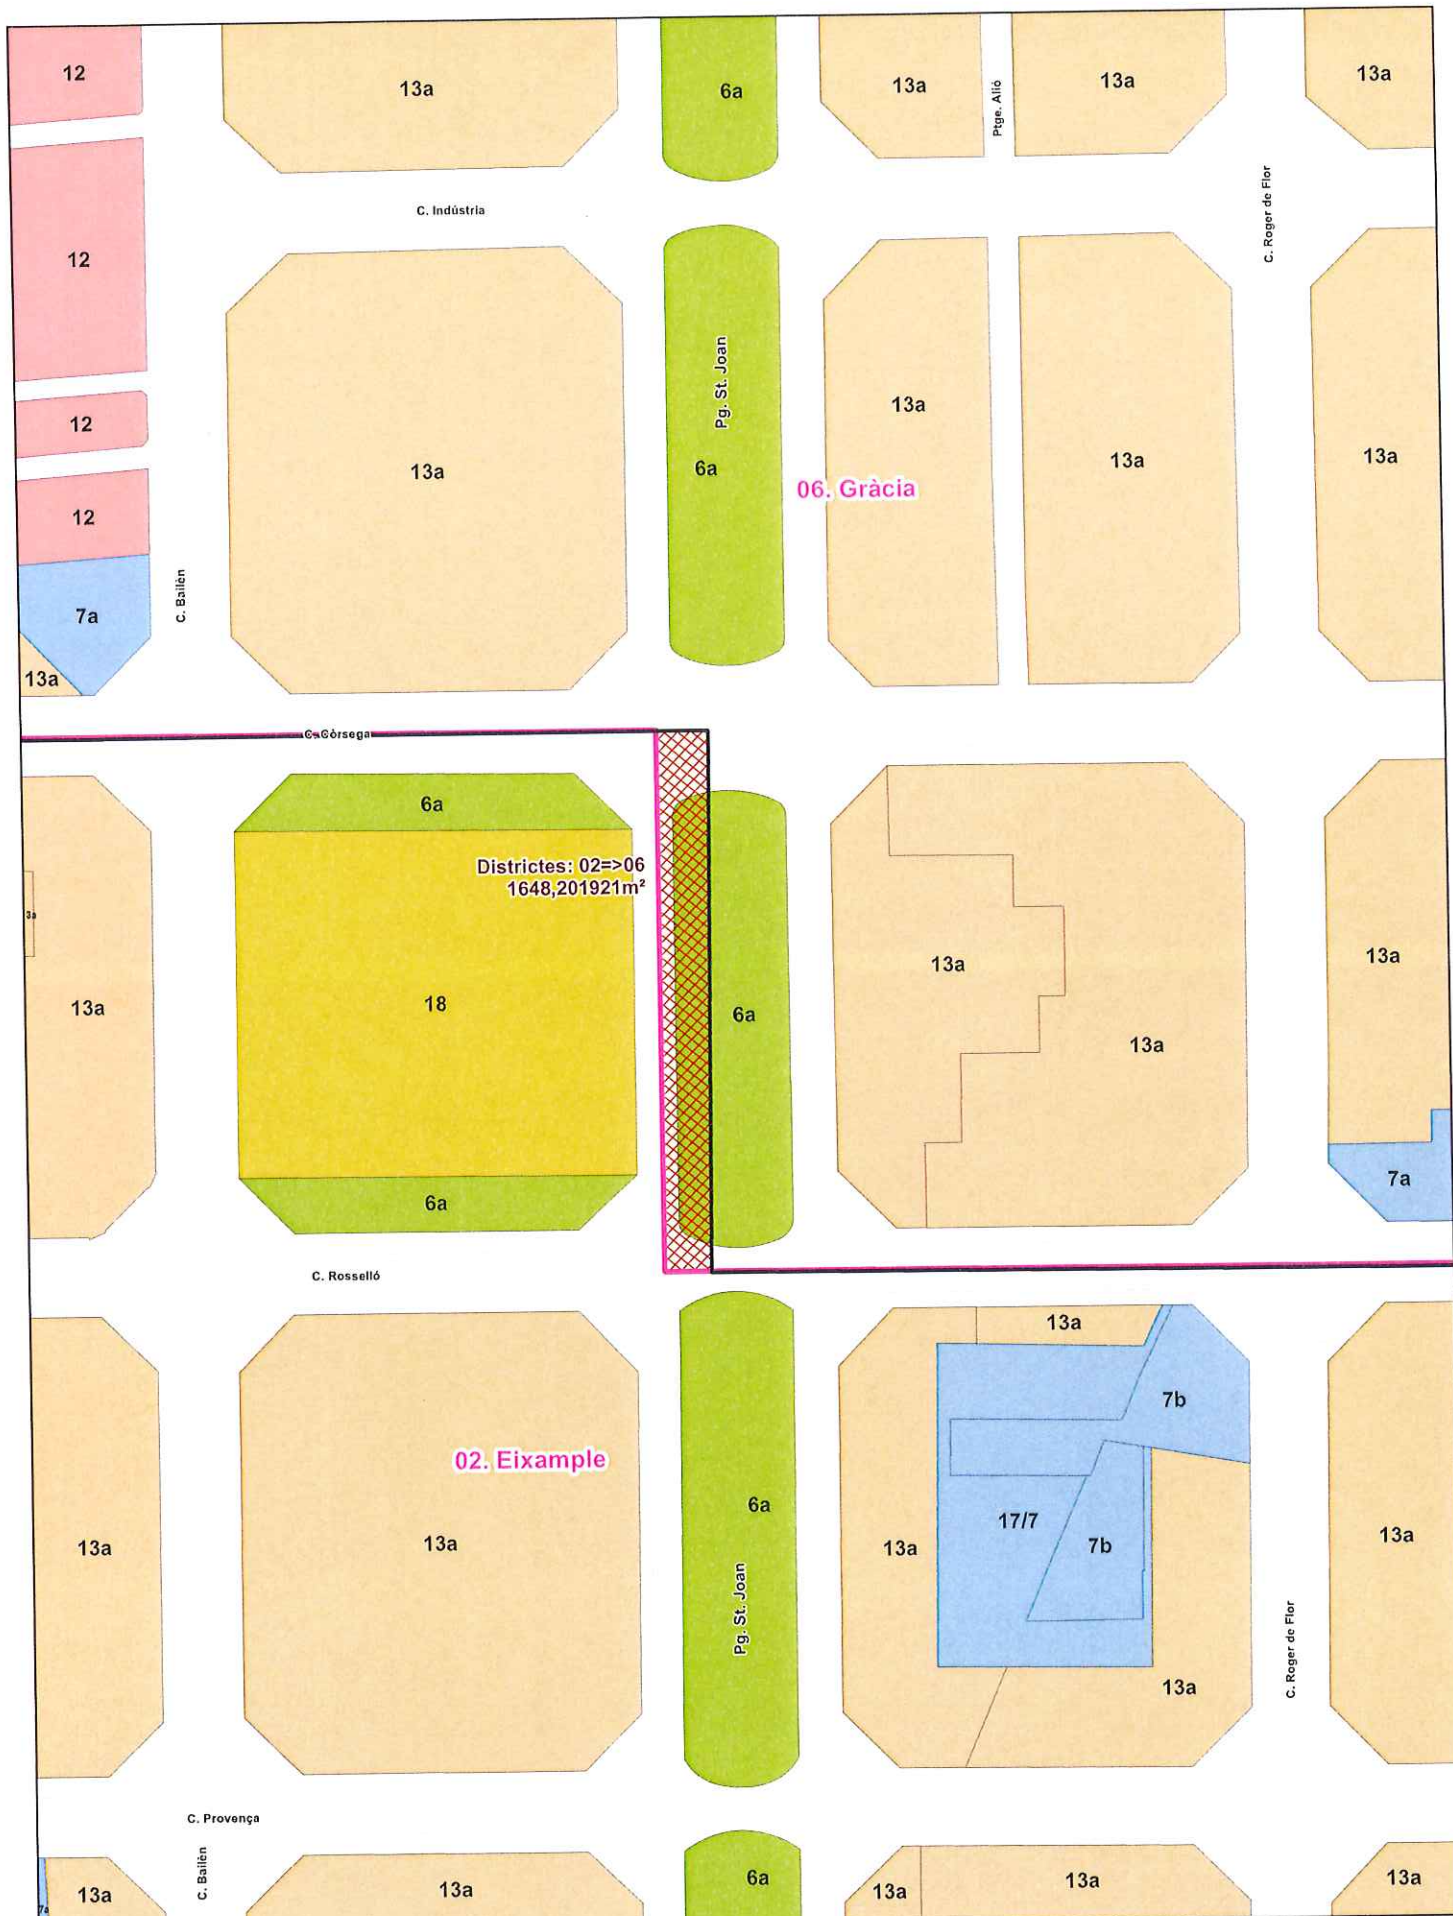 12
13a
6a
13a
Ptge. Alió
13a
13a
C. Indústria
C. Roger de Flor
12
Pg. St. Joan
13a
12
13a
6a
13a
13a
06. Gràcia
12
C. Bailèn
7a
13a
C. Còrsega
6a
Districtes: 02=>06
1648,201921m²
13a
13a
13a
18
6a
13a
7a
6a
C. Rosselló
13a
7b
02. Eixample
6a
17/7
13a
13a
13a
7b
13a
Pg. St. Joan
C. Roger de Flor
13a
C. Provença
C. Bailèn
13a
13a
6a
13a
13a
13a